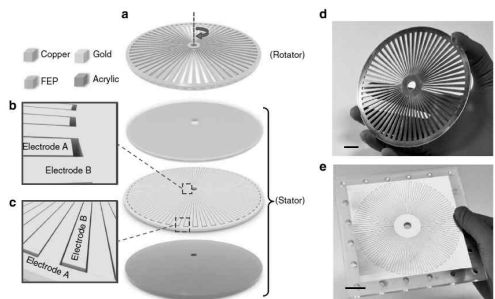 a
d
Copper
Gold
(Rotator)
FEP
Acrylic
b
Electrode A
Electrode B
e
(Stator)
c
Electrode B
Electrode A